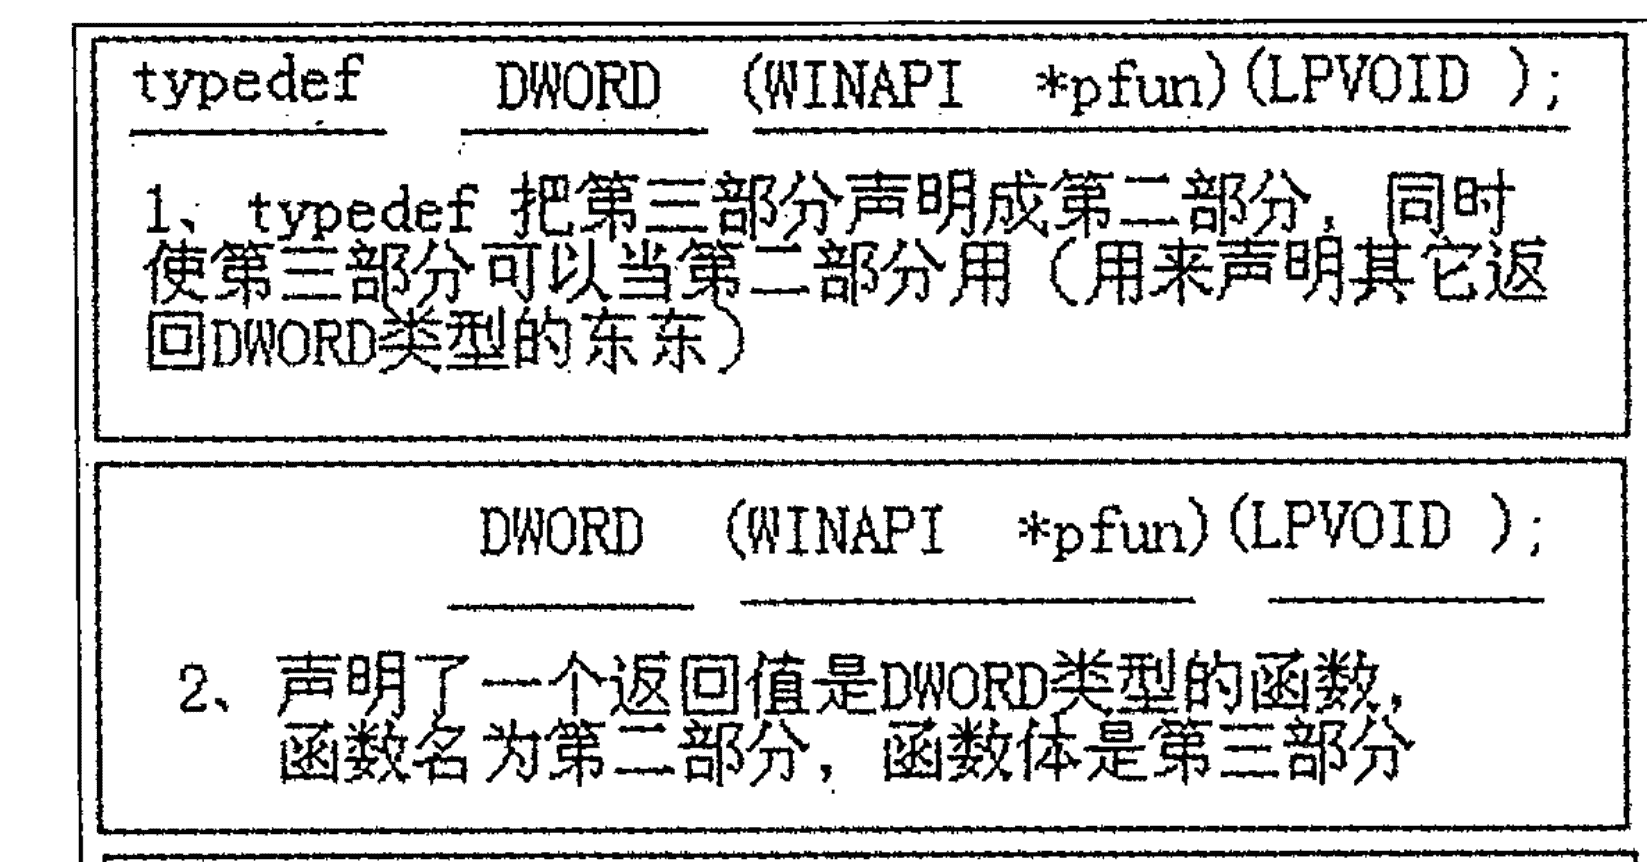 typedef DWORD (WINAPI *pfun)(LPVOID );
1、typedef 把第三部分声明成第二部分，同时
使第三部分可以当第二部分用（用来声明其它返
回DWORD类型的东东）
DWORD (WINAPI *pfun)(LPVOID );
2、声明了一个返回值是DWORD类型的函数，
函数名为第二部分，函数体是第三部分